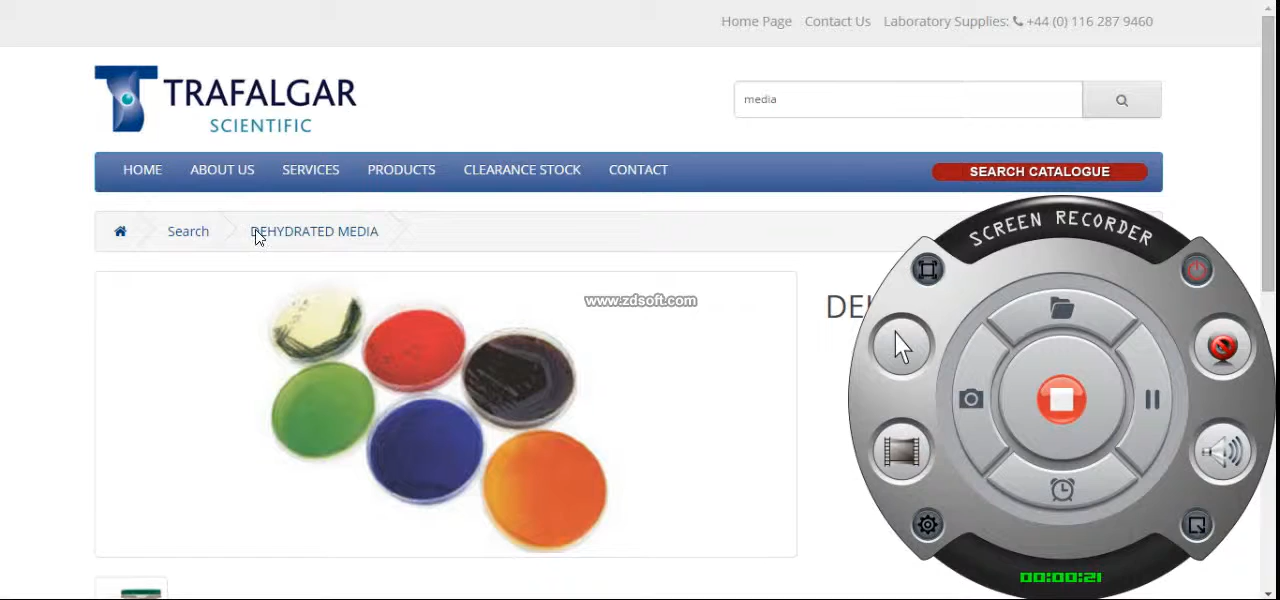 Home Page Contact Us Laboratory Supplies: +44 (0) 116 287 9460
TRAFALGAR
SCIENTIFIC
media
HOME ABOUT US SERVICES PRODUCTS CLEARANCE STOCK CONTACT SEARCH CATALOGUE
Search DEHYDRATED MEDIA
www.zdsoft.com
SCREEN RECORDER
00:00:21